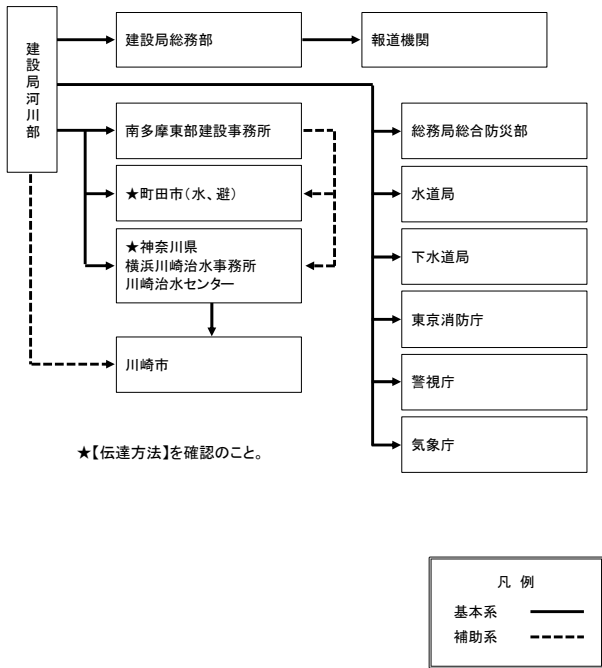 建設局河川部
建設局総務部
報道機関
南多摩東部建設事務所
★町田市(水、避)
★神奈川県
横浜川崎治水事務所
川崎治水センター
川崎市
総務局総合防災部
水道局
下水道局
東京消防庁
警視庁
気象庁
★【伝達方法】を確認のこと。
凡 例
基本系
補助系